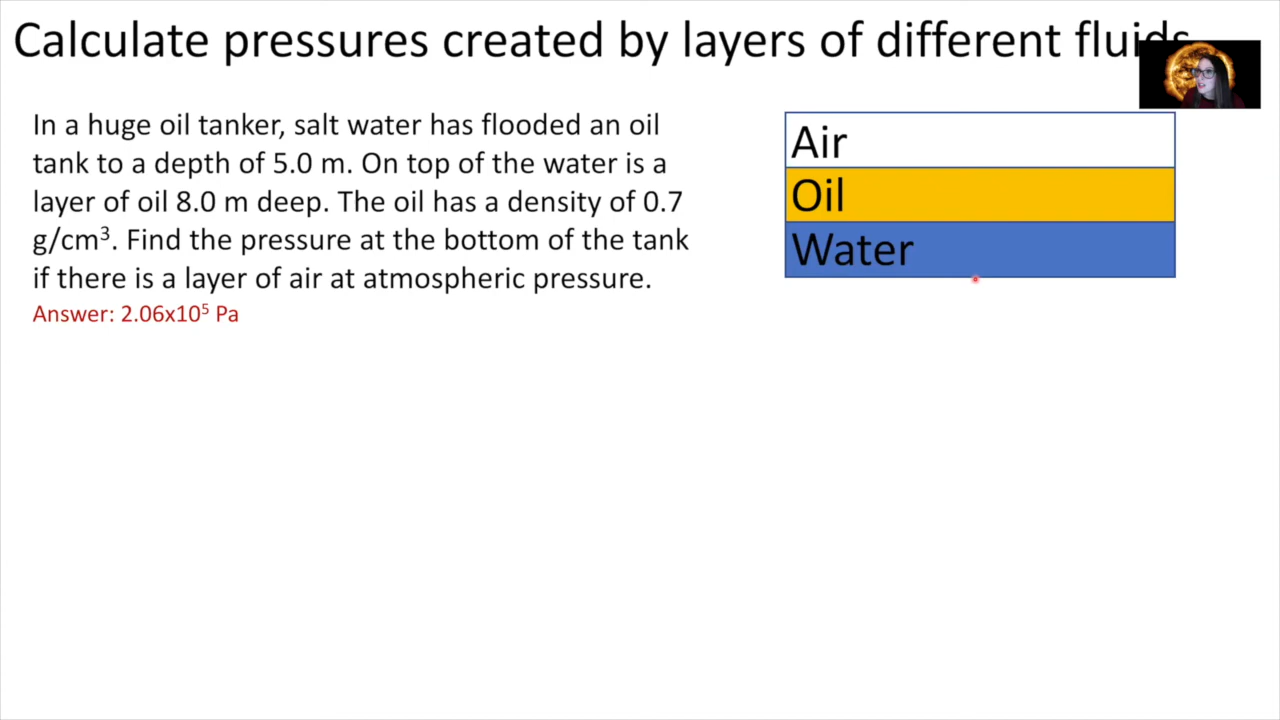 Calculate pressures created by layers of different fluids
In a huge oil tanker, salt water has flooded an oil
tank to a depth of 5.0 m. On top of the water is a
layer of oil 8.0 m deep. The oil has a density of 0.7
g/cm³. Find the pressure at the bottom of the tank
if there is a layer of air at atmospheric pressure.
Answer: 2.06x10⁵ Pa
Air
Oil
Water